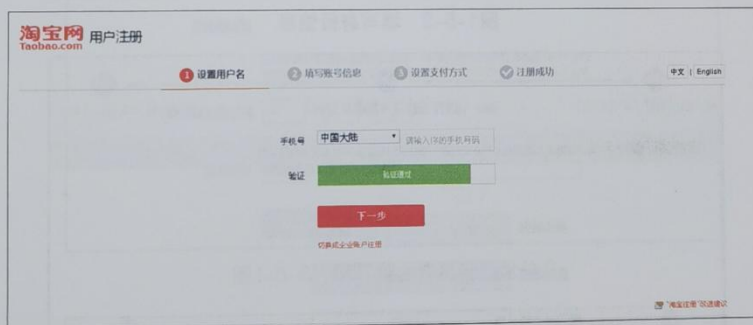 淘宝网 用户注册
Taobao.com
1 设置用户名 2 填写账号信息 3 设置支付方式 注册成功 中文 | English
手机号 中国大陆 请输入你的手机号码
验证 验证通过
下一步
切换成企业账户注册
"淘宝注册"改进建议